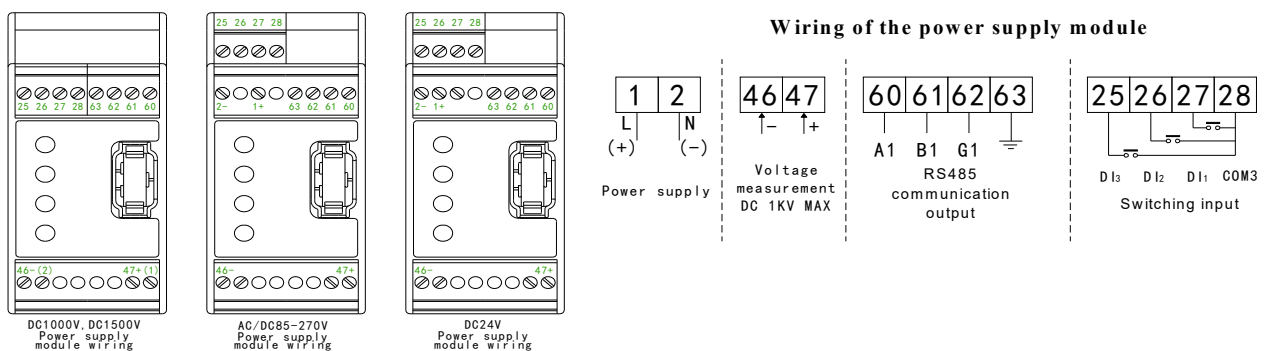 25 26 27 28
25 26 27 28
Wiring of the power supply module
25 26 27 28 63 62 61 60
2- 1+ 63 62 61 60
2- 1+ 63 62 61 60
46-(2) 47+(1)
46- 47+
46- 47+
DC1000V, DC1500V
Power supply
module wiring
AC/DC85-270V
Power supply
module wiring
DC24V
Power supply
module wiring
1 2
L N
(+) (-)
Power supply
46 47
- +
Voltage
measurement
DC 1KV MAX
60 61 62 63
A1 B1 G1
RS485
communication
output
25 26 27 28
DI₃ DI₂ DI₁ COM3
Switching input